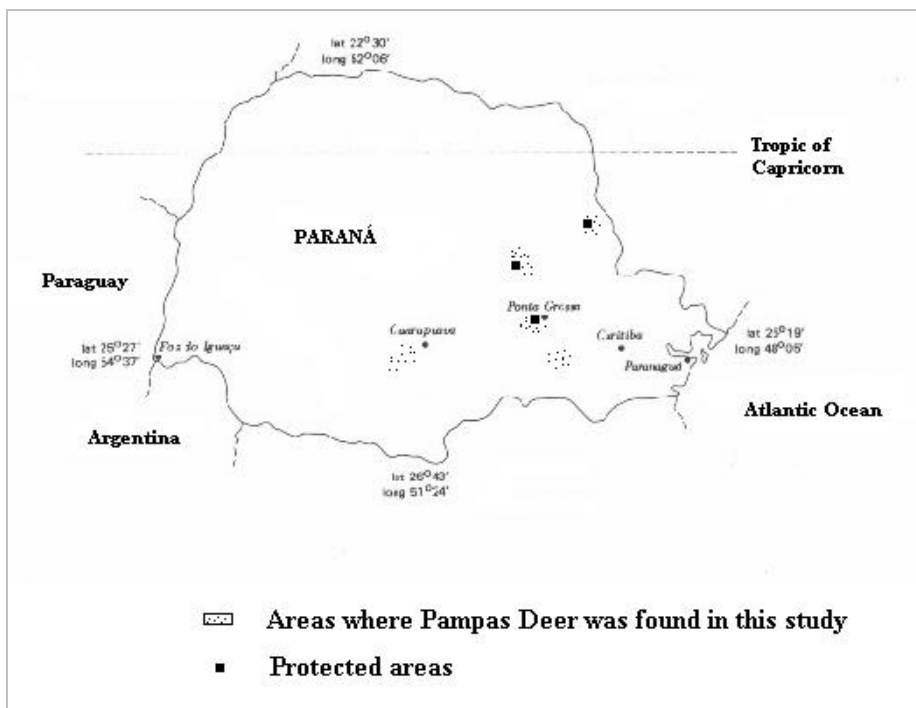 lat 22°30'
long 52°06'
Tropic of
Capricorn
PARANÁ
Paraguay
Ponta Grossa
Guarapuava
Curitiba
lat 25°19'
long 48°05'
lat 25°27'
long 54°37'
Foz do Iguaçu
Paranaguá
Atlantic Ocean
Argentina
lat 26°43'
long 51°24'
Areas where Pampas Deer was found in this study
Protected areas